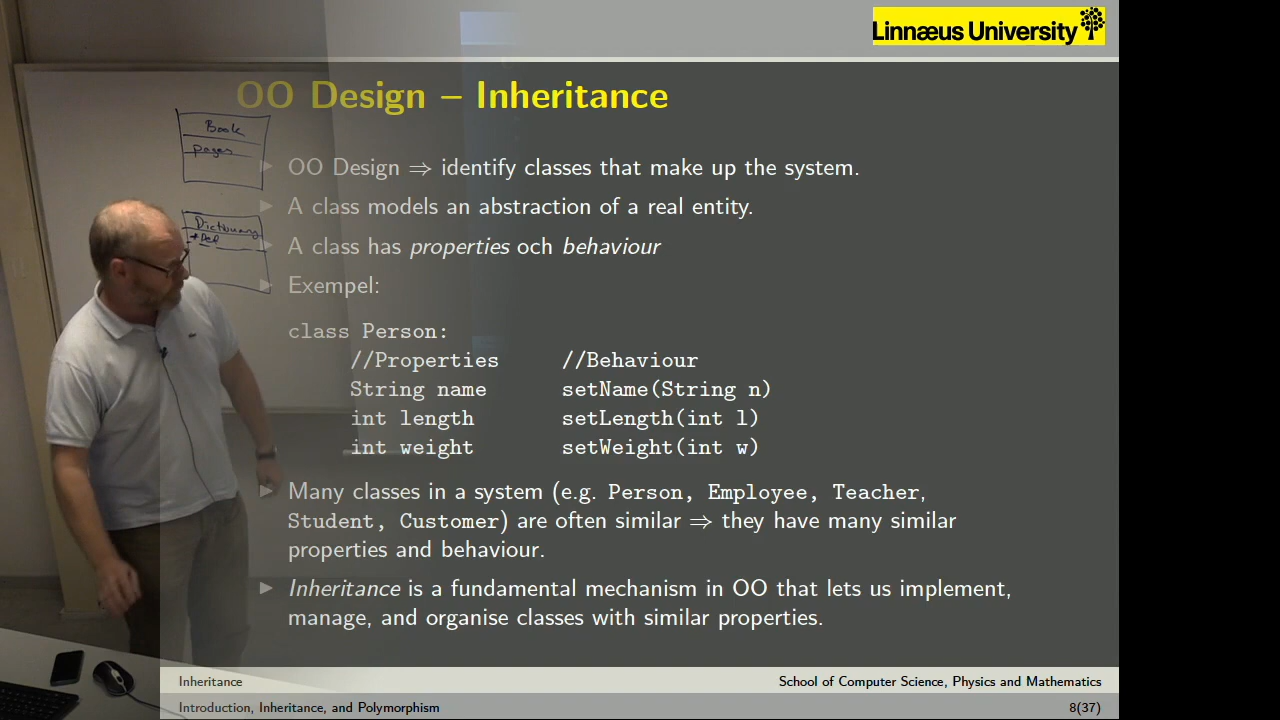 Linnæus University
OO Design – Inheritance
Book
pages
Dictionary
OO Design ⇒ identify classes that make up the system.
A class models an abstraction of a real entity.
A class has properties och behaviour
Exempel:
class Person:
//Properties //Behaviour
String name setName(String n)
int length setLength(int l)
int weight setWeight(int w)
Many classes in a system (e.g. Person, Employee, Teacher,
Student, Customer) are often similar ⇒ they have many similar
properties and behaviour.
Inheritance is a fundamental mechanism in OO that lets us implement,
manage, and organise classes with similar properties.
Inheritance School of Computer Science, Physics and Mathematics
Introduction, Inheritance, and Polymorphism 8(37)